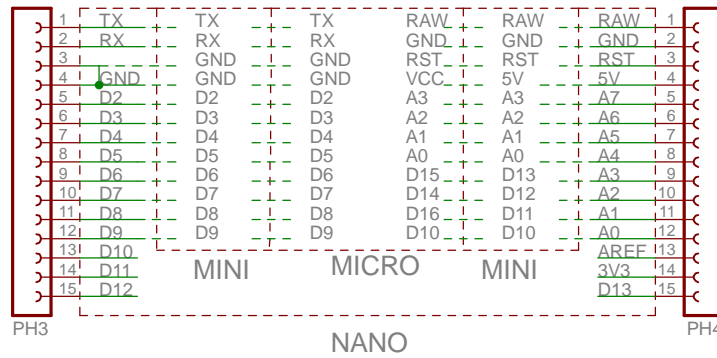 1 TX TX TX RAW RAW RAW 1
2 RX RX RX GND GND GND 2
3 GND GND RST RST RST 3
4 GND GND GND VCC 5V 5V 4
5 D2 D2 D2 A3 A3 A7 5
6 D3 D3 D3 A2 A2 A6 6
7 D4 D4 D4 A1 A1 A5 7
8 D5 D5 D5 A0 A0 A4 8
9 D6 D6 D6 D15 D13 A3 9
10 D7 D7 D7 D14 D12 A2 10
11 D8 D8 D8 D16 D11 A1 11
12 D9 D9 D9 D10 D10 A0 12
13 D10 AREF 13
14 D11 MINI MICRO MINI 3V3 14
15 D12 D13 15
PH3 PH4
NANO